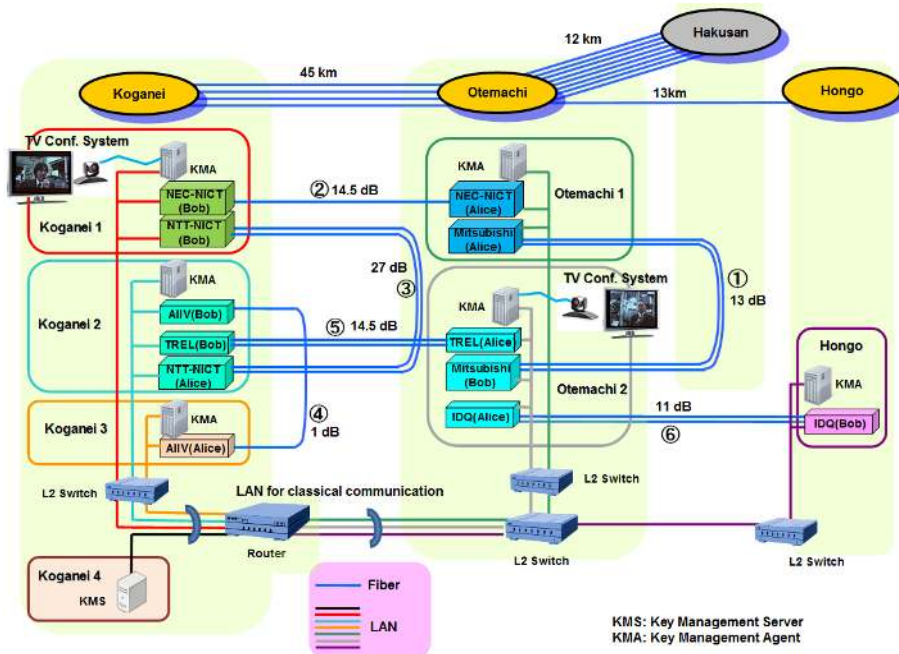 Hakusan
12 km
45 km
Koganei
Otemachi
13km
Hongo
TV Conf. System
KMA
NEC-NICT
(Bob)
NTT-NICT
(Bob)
Koganei 1
② 14.5 dB
KMA
NEC-NICT
(Alice)
Mitsubishi
(Alice)
Otemachi 1
27 dB
③
①
13 dB
KMA
Koganei 2
AIIV(Bob)
TREL(Bob)
NTT-NICT
(Alice)
⑤ 14.5 dB
TV Conf. System
KMA
TREL(Alice)
Mitsubishi
(Bob)
Otemachi 2
IDQ(Alice)
11 dB
⑥
Hongo
KMA
IDQ(Bob)
④
1 dB
Koganei 3
KMA
AIIV(Alice)
L2 Switch
LAN for classical communication
Router
L2 Switch
L2 Switch
L2 Switch
Koganei 4
KMS
Fiber
LAN
KMS: Key Management Server
KMA: Key Management Agent